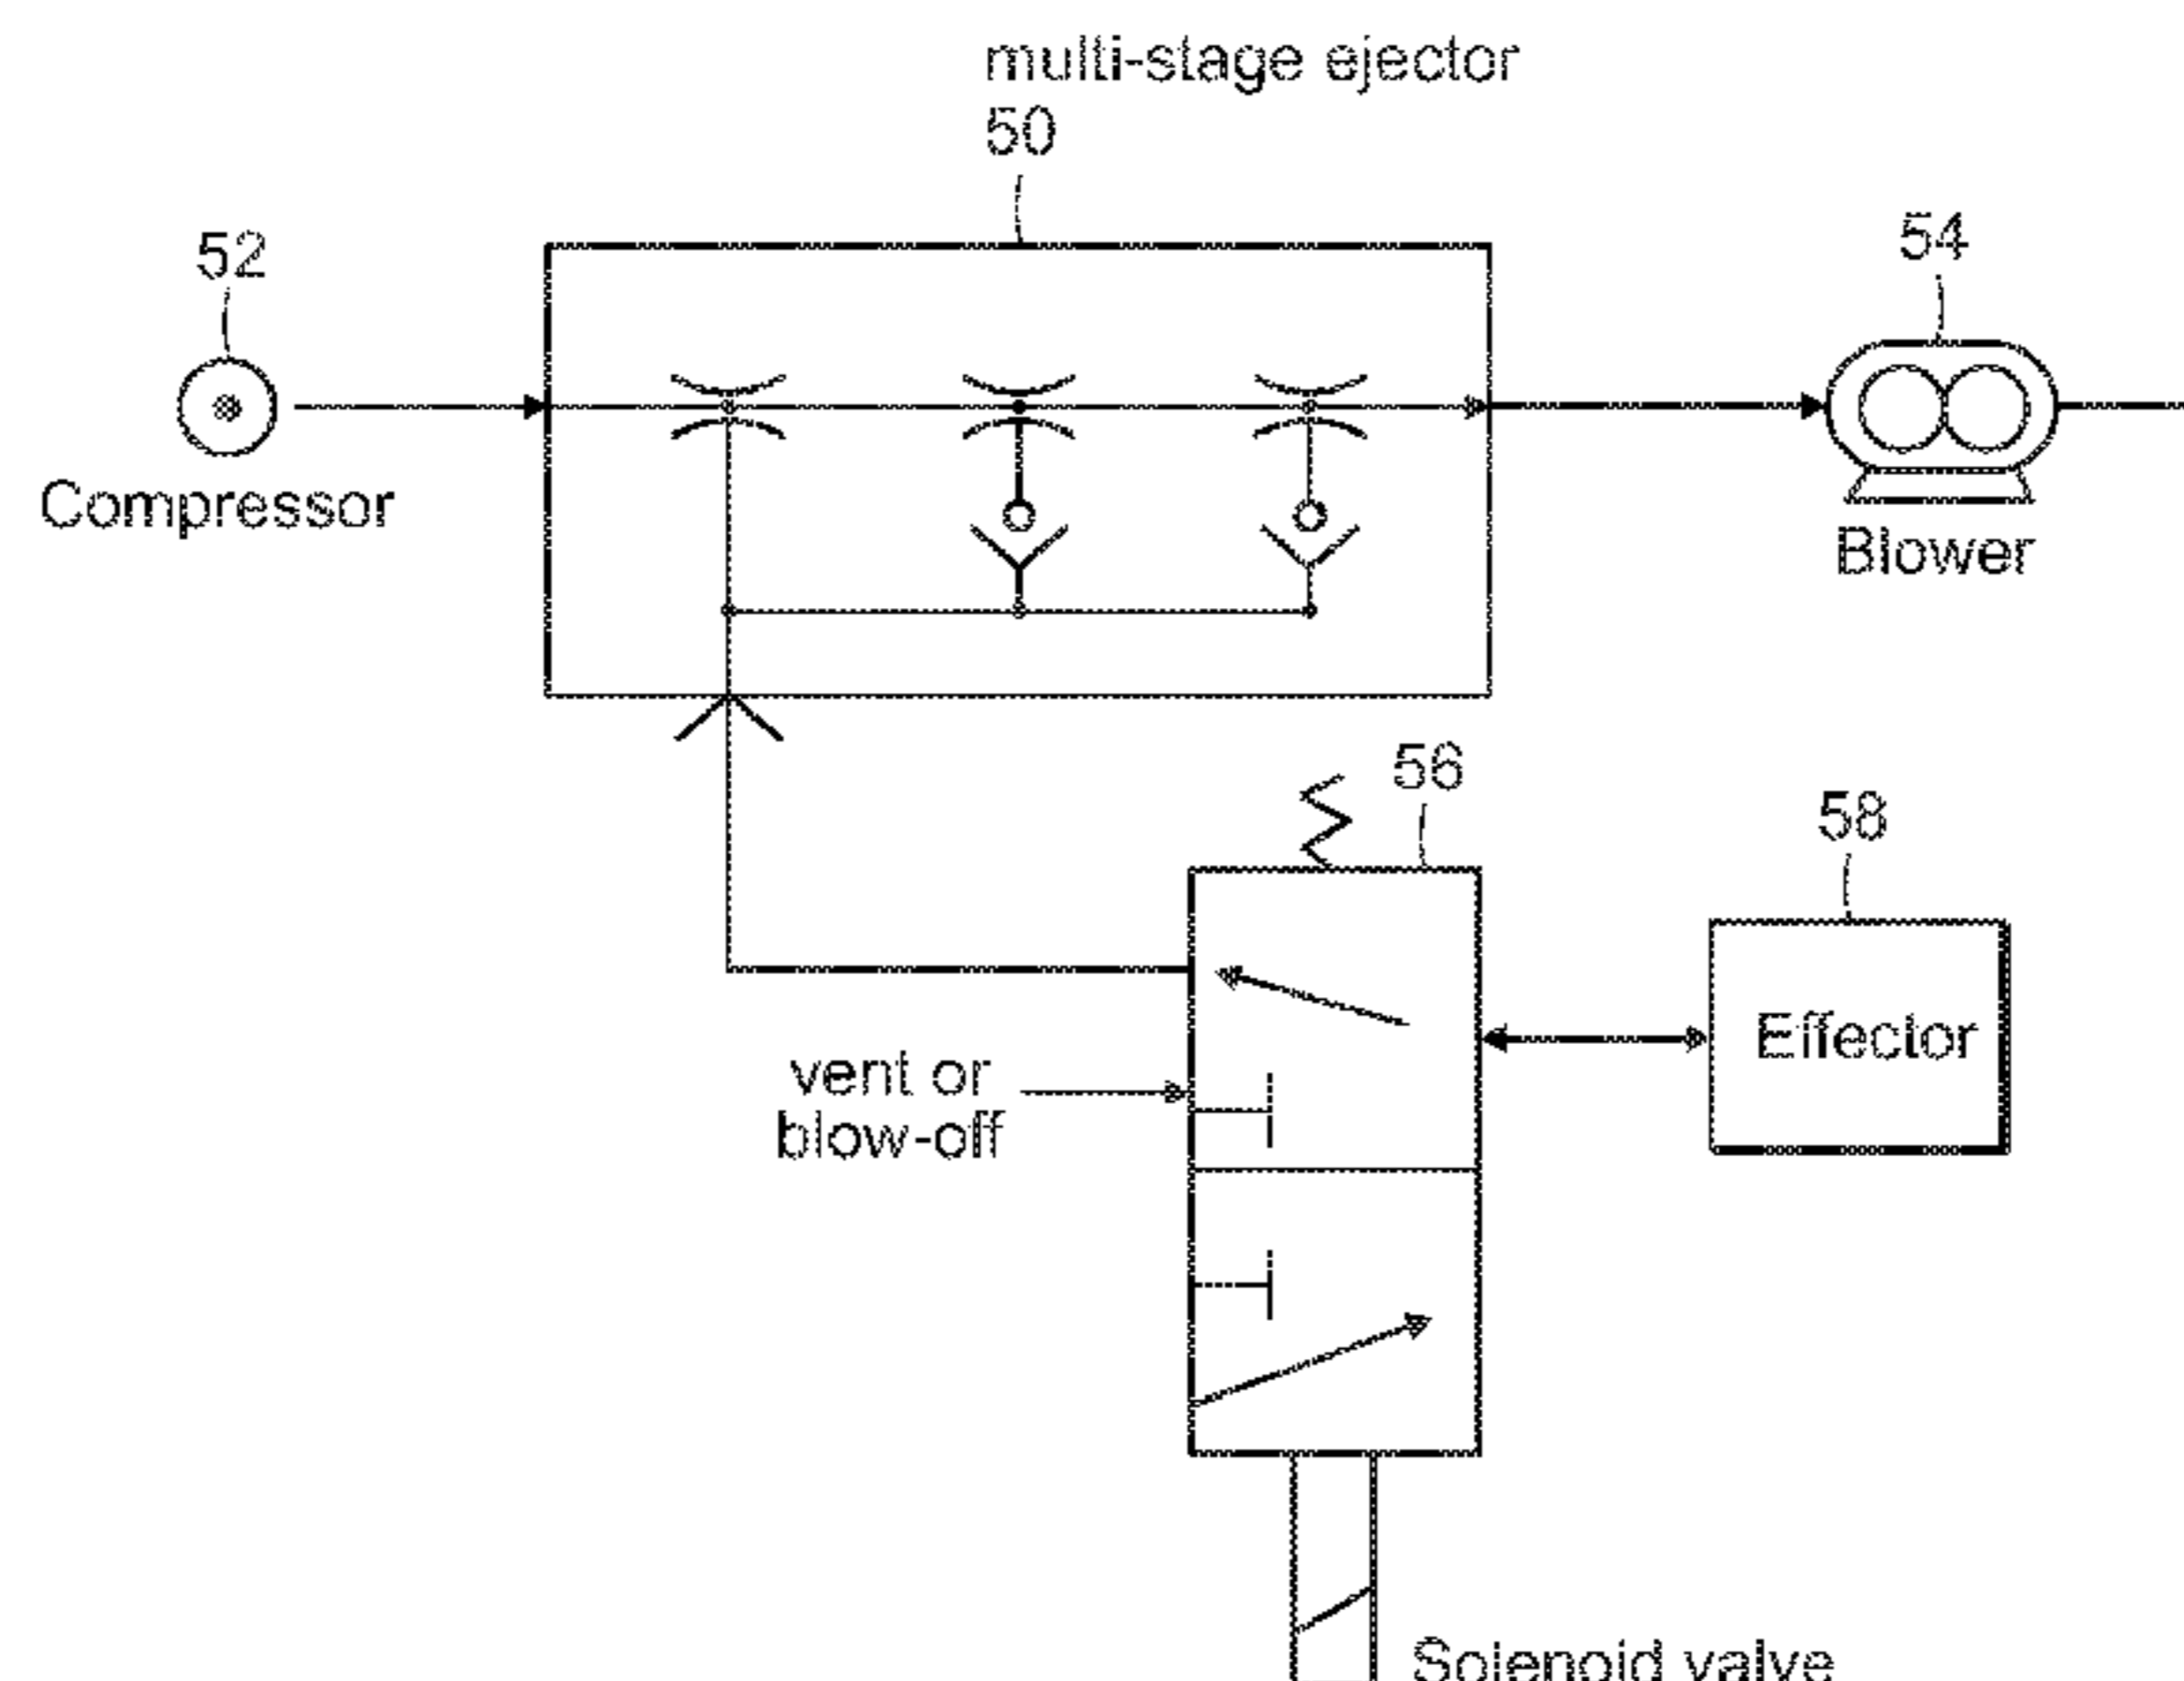 multi-stage ejector
50
52
54
Compressor
Blower
56
58
Effector
vent or
blow-off
Solenoid valve